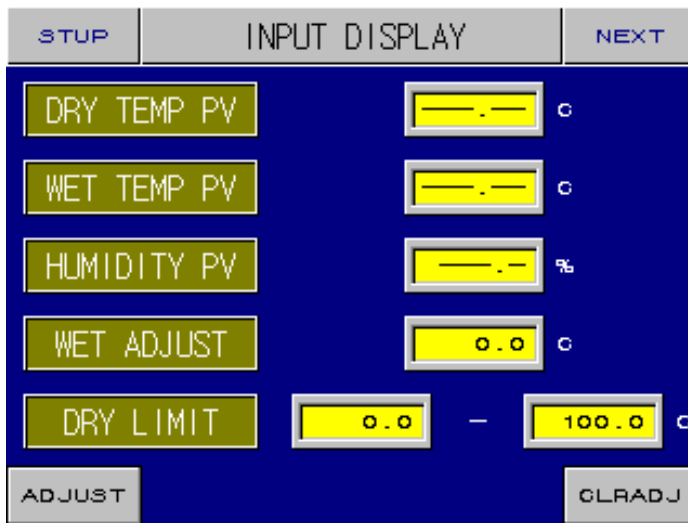 STUP INPUT DISPLAY NEXT
DRY TEMP PV ---.-- C
WET TEMP PV ---.-- C
HUMIDITY PV ---.- %
WET ADJUST 0.0 C
DRY LIMIT 0.0 - 100.0 C
ADJUST CLRADJ